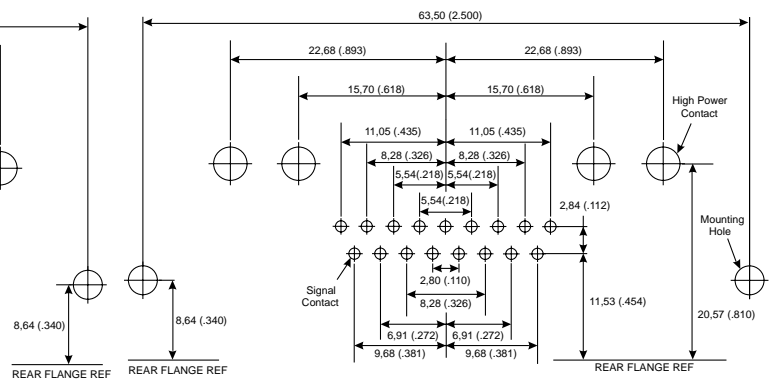 63,50 (2.500)
22,68 (.893)
22,68 (.893)
15,70 (.618)
15,70 (.618)
High Power
Contact
11,05 (.435)
11,05 (.435)
8,28 (.326)
8,28 (.326)
5,54(.218)
5,54(.218)
5,54(.218)
2,84 (.112)
Mounting
Hole
2,80 (.110)
Signal
Contact
8,28 (.326)
11,53 (.454)
20,57 (.810)
8,64 (.340)
8,64 (.340)
6,91 (.272)
6,91 (.272)
9,68 (.381)
9,68 (.381)
REAR FLANGE REF
REAR FLANGE REF
REAR FLANGE REF